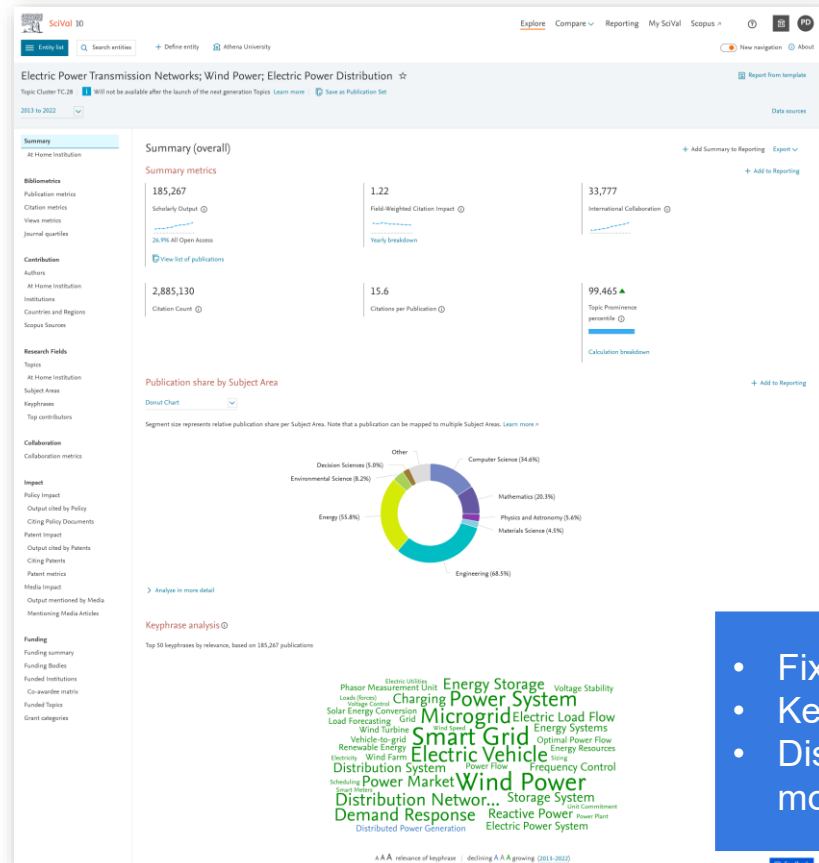 SciVal 10
Explore Compare Reporting My SciVal Scopus PD
Entity list Search entities + Define entity Athena University New navigation About
Electric Power Transmission Networks; Wind Power; Electric Power Distribution
Topic Cluster TC.28 Will not be available after the launch of the next generation Topics Learn more Save as Publication Set
Report from template
2013 to 2022
Data sources
Summary
At Home Institution
Bibliometrics
Publication metrics
Citation metrics
Views metrics
Journal quartiles
Contribution
Authors
At Home Institution
Institutions
Countries and Regions
Scopus Sources
Research Fields
Topics
At Home Institution
Subject Areas
Keyphrases
Top contributors
Collaboration
Collaboration metrics
Impact
Policy Impact
Output cited by Policy
Citing Policy Documents
Patent Impact
Output cited by Patents
Citing Patents
Patent metrics
Media Impact
Output mentioned by Media
Mentioning Media Articles
Funding
Funding summary
Funding Bodies
Funded Institutions
Co-awardee matrix
Funded Topics
Grant categories
Summary (overall)
+ Add Summary to Reporting Export
Summary metrics
+ Add to Reporting
185,267
Scholarly Output
26.9% All Open Access
View list of publications
1.22
Field-Weighted Citation Impact
Yearly breakdown
33,777
International Collaboration
2,885,130
Citation Count
15.6
Citations per Publication
99.465
Topic Prominence
percentile
Calculation breakdown
Publication share by Subject Area
+ Add to Reporting
Donut Chart
Segment size represents relative publication share per Subject Area. Note that a publication can be mapped to multiple Subject Areas. Learn more >
Other
Computer Science (34.6%)
Decision Sciences (5.0%)
Environmental Science (8.2%)
Mathematics (20.3%)
Energy (55.8%)
Physics and Astronomy (5.6%)
Materials Science (4.5%)
Engineering (68.5%)
> Analyze in more detail
Keyphrase analysis
Top 50 keyphrases by relevance, based on 185,267 publications
Electric Utilities
Phasor Measurement Unit Energy Storage Voltage Stability
Loads (forces) Charging Power System
Voltage Control
Solar Energy Conversion
Load Forecasting Grid Microgrid Electric Load Flow
Wind Turbine Wind Speed Energy Systems
Vehicle-to-grid Smart Grid Optimal Power Flow
Renewable Energy Electric Vehicle Energy Resources
Electricity Wind Farm Sizing
Distribution System Power Flow Frequency Control
Scheduling Power Market Wind Power
Smart Meters
Distribution Networ... Storage System
Unit Commitment
Demand Response Reactive Power Power Plant
Distributed Power Generation Electric Power System
A A A relevance of keyphrase | declining A A A growing (2013-2022)
• Fix
• Ke
• Dis
mo